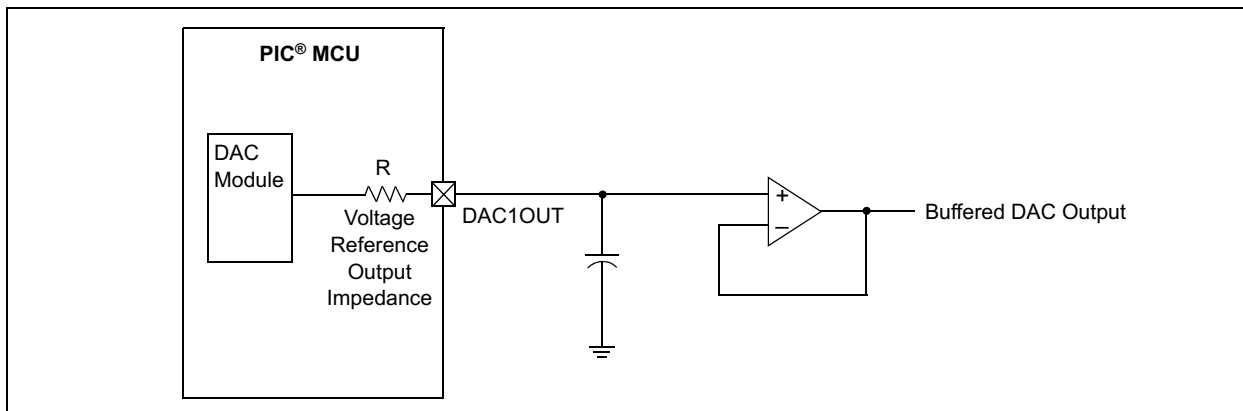 PIC® MCU
DAC
Module
R
Voltage
Reference
Output
Impedance
DAC1OUT
+
–
Buffered DAC Output